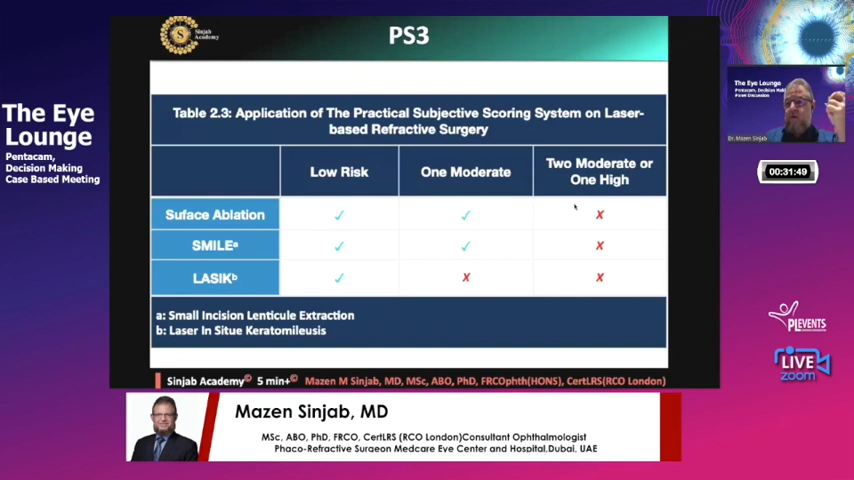 Sinjab
Academy
PS3
Table 2.3: Application of The Practical Subjective Scoring System on Laser-
based Refractive Surgery
Low Risk
One Moderate
Two Moderate or
One High
Suface Ablation ✓ ✓ X
SMILEᵃ ✓ ✓ X
LASIKᵇ ✓ X X
a: Small Incision Lenticule Extraction
b: Laser In Situe Keratomileusis
Sinjab Academy© 5 min+© Mazen M Sinjab, MD, MSc, ABO, PhD, FRCOphth(HONS), CertLRS(RCO London)
The Eye
Lounge
Pentacam,
Decision Making
Case Based Meeting
The Eye Lounge
Pentacam, Decision Making
Panel Discussion
Dr. Mazen Sinjab
00:31:49
PLEVENTS
LIVE
zoom
Mazen Sinjab, MD
MSc, ABO, PhD, FRCO, CertLRS (RCO London)Consultant Ophthalmologist
Phaco-Refractive Surgeon Medcare Eye Center and Hospital.Dubai, UAE